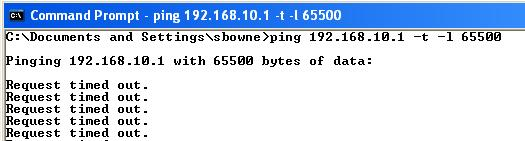 Command Prompt - ping 192.168.10.1 -t -l 65500
C:\Documents and Settings\sbowne>ping 192.168.10.1 -t -l 65500
Pinging 192.168.10.1 with 65500 bytes of data:
Request timed out.
Request timed out.
Request timed out.
Request timed out.
Request timed out.